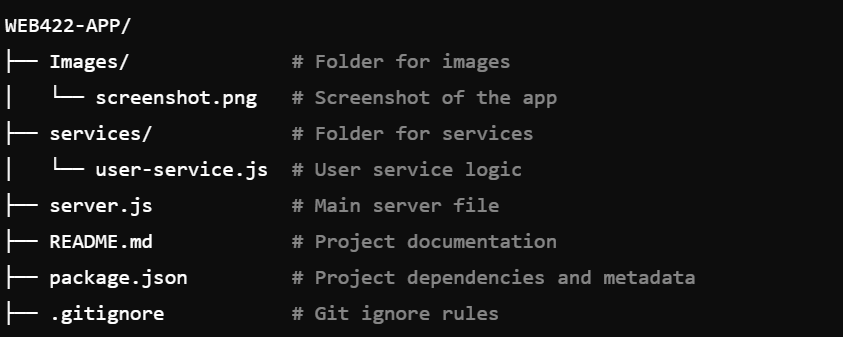 WEB422-APP/
├── Images/              # Folder for images
│   └── screenshot.png   # Screenshot of the app
├── services/            # Folder for services
│   └── user-service.js  # User service logic
├── server.js            # Main server file
├── README.md            # Project documentation
├── package.json         # Project dependencies and metadata
├── .gitignore           # Git ignore rules